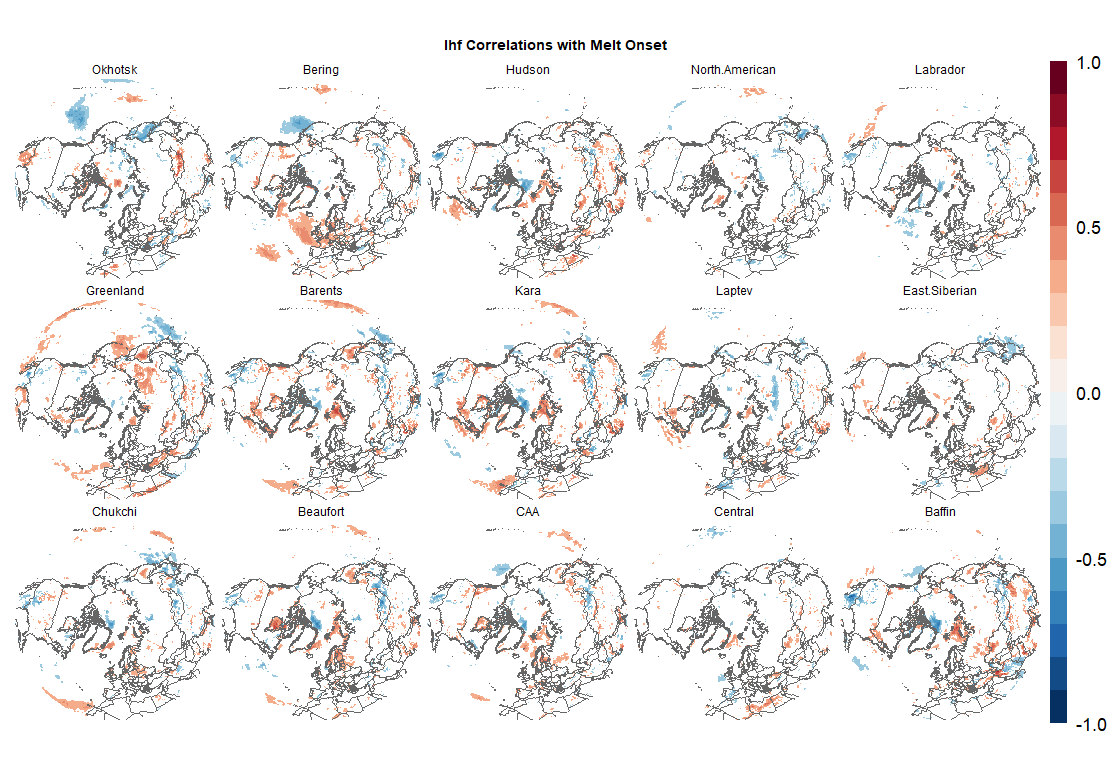 lhf Correlations with Melt Onset
Okhotsk
Bering
Hudson
North.American
Labrador
Greenland
Barents
Kara
Laptev
East.Siberian
Chukchi
Beaufort
CAA
Central
Baffin
1.0
0.5
0.0
-0.5
-1.0